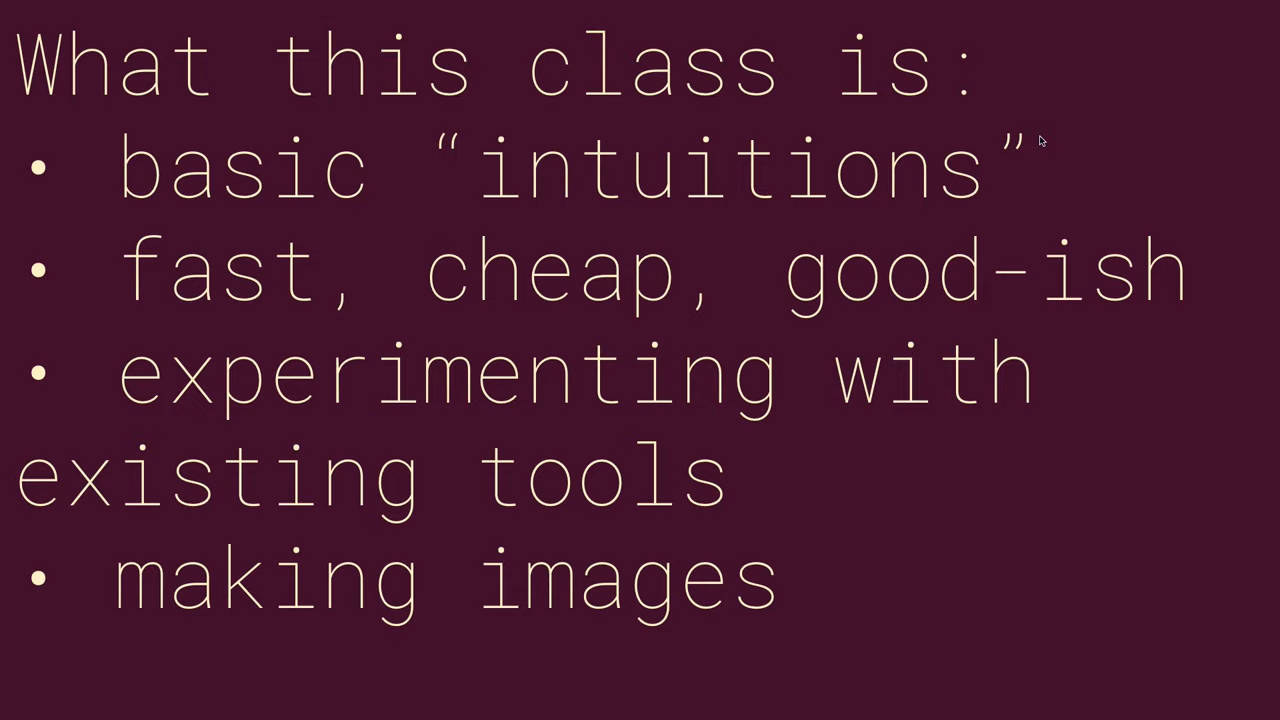 What this class is:
• basic “intuitions”
• fast, cheap, good-ish
• experimenting with
existing tools
• making images